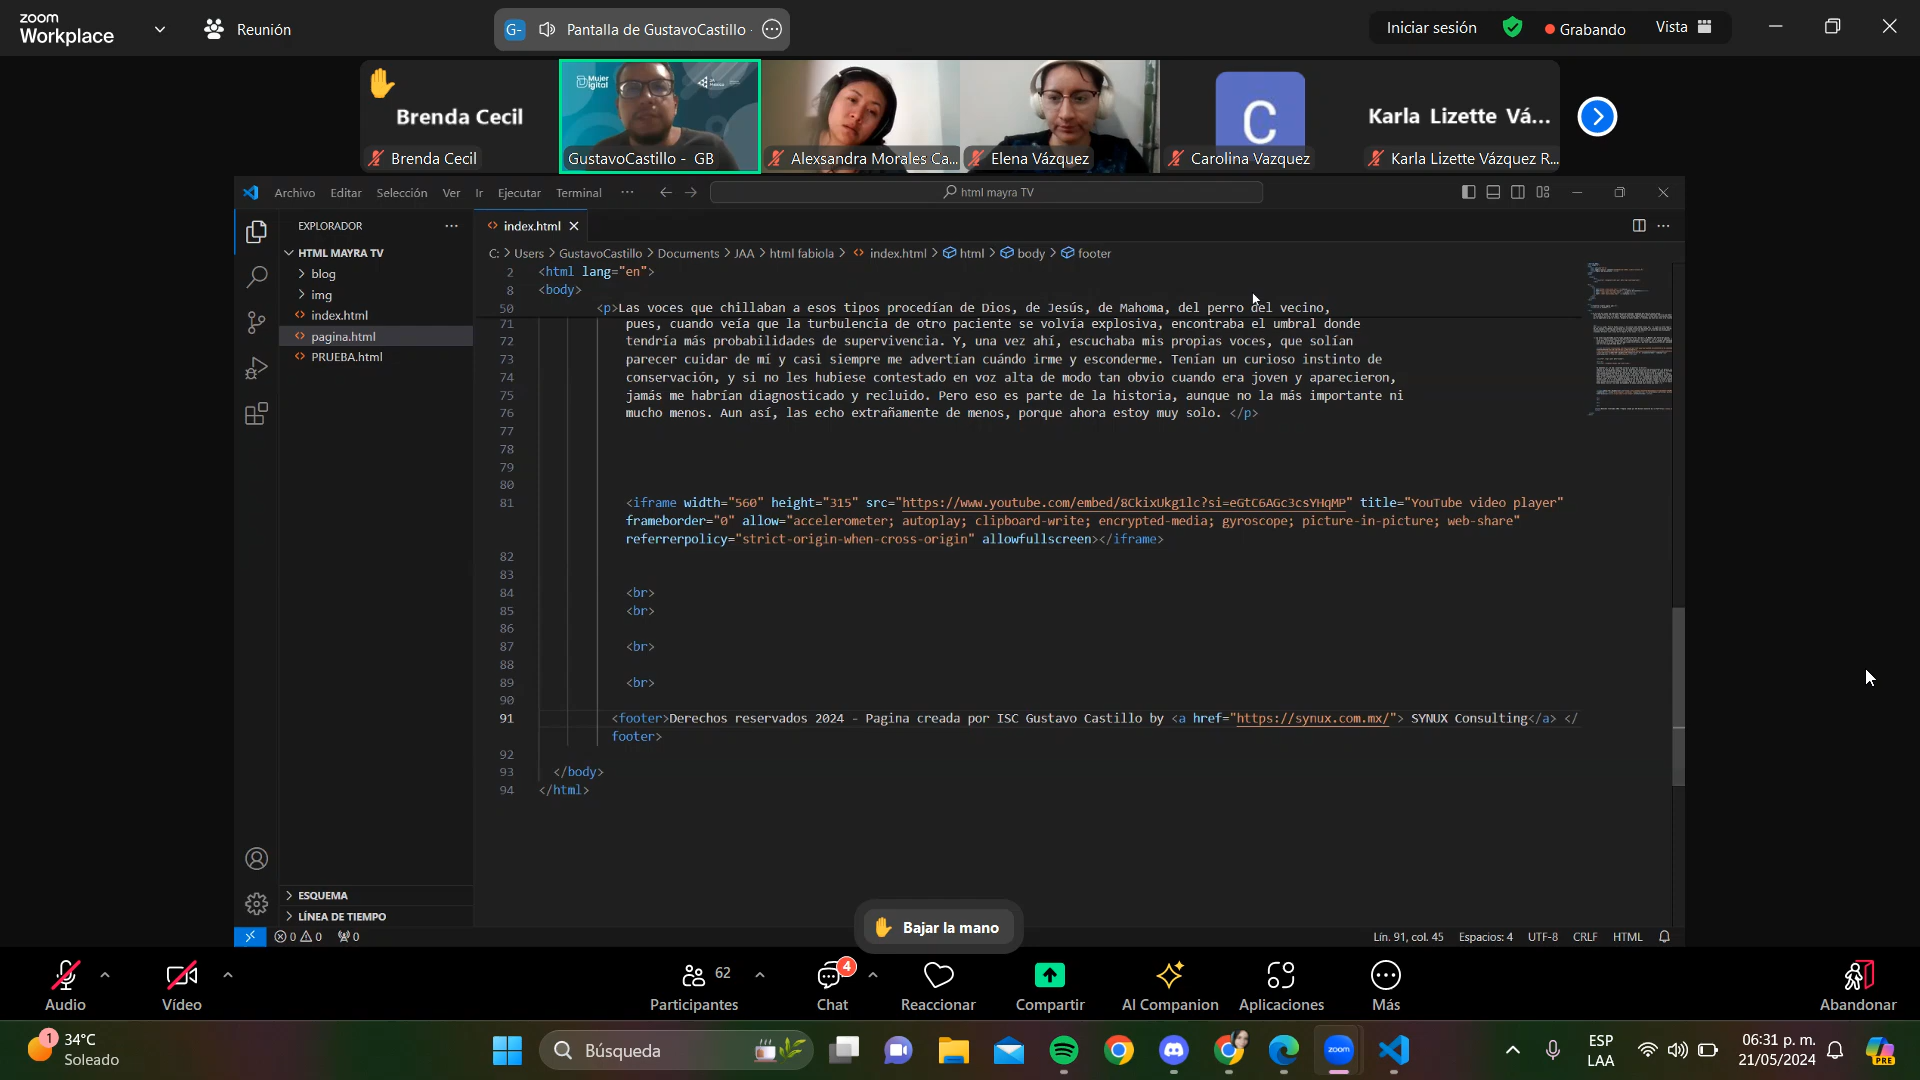 zoom
Workplace
Reunión
G-
Pantalla de GustavoCastillo -
Iniciar sesión
Grabando
Vista
Brenda Cecil
Brenda Cecil
Mujer
Digital
GustavoCastillo - GB
Alexsandra Morales Ca...
Elena Vázquez
C
Carolina Vazquez
Karla Lizette Vá...
Karla Lizette Vázquez R...
Archivo Editar Selección Ver Ir Ejecutar Terminal ···
html mayra TV
EXPLORADOR
index.html
HTML MAYRA TV
blog
img
index.html
pagina.html
PRUEBA.html
C: > Users > GustavoCastillo > Documents > JAA > html fabiola > index.html > html > body > footer
2 <html lang="en">
8 <body>
50 <p>Las voces que chillaban a esos tipos procedían de Dios, de Jesús, de Mahoma, del perro del vecino,
71 pues, cuando veía que la turbulencia de otro paciente se volvía explosiva, encontraba el umbral donde
72 tendría más probabilidades de supervivencia. Y, una vez ahí, escuchaba mis propias voces, que solían
73 parecer cuidar de mí y casi siempre me advertían cuándo irme y esconderme. Tenían un curioso instinto de
74 conservación, y si no les hubiese contestado en voz alta de modo tan obvio cuando era joven y aparecieron,
75 jamás me habrían diagnosticado y recluido. Pero eso es parte de la historia, aunque no la más importante ni
76 mucho menos. Aun así, las echo extrañamente de menos, porque ahora estoy muy solo. </p>
77
78
79
80
81 <iframe width="560" height="315" src="https://www.youtube.com/embed/8CkixUkg1lc?si=eGtC6AGc3csYHqMP" title="YouTube video player"
frameborder="0" allow="accelerometer; autoplay; clipboard-write; encrypted-media; gyroscope; picture-in-picture; web-share"
referrerpolicy="strict-origin-when-cross-origin" allowfullscreen></iframe>
82
83
84 <br>
85 <br>
86
87 <br>
88
89 <br>
90
91 <footer>Derechos reservados 2024 - Pagina creada por ISC Gustavo Castillo by <a href="https://synux.com.mx/"> SYNUX Consulting</a> </
footer>
92
93 </body>
94 </html>
ESQUEMA
LÍNEA DE TIEMPO
0 0 0
Lín. 91, col. 45 Espacios: 4 UTF-8 CRLF HTML
Bajar la mano
Audio
Vídeo
62
Participantes
4
Chat
Reaccionar
Compartir
AI Companion
Aplicaciones
Más
Abandonar
1
34°C
Soleado
Búsqueda
zoom
ESP
LAA
06:31 p. m.
21/05/2024
PRE